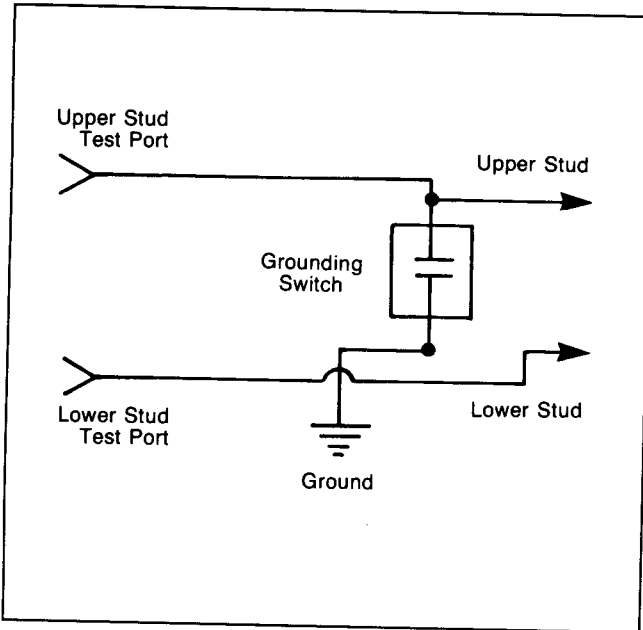 Upper Stud
Test Port
Upper Stud
Grounding
Switch
Lower Stud
Test Port
Lower Stud
Ground